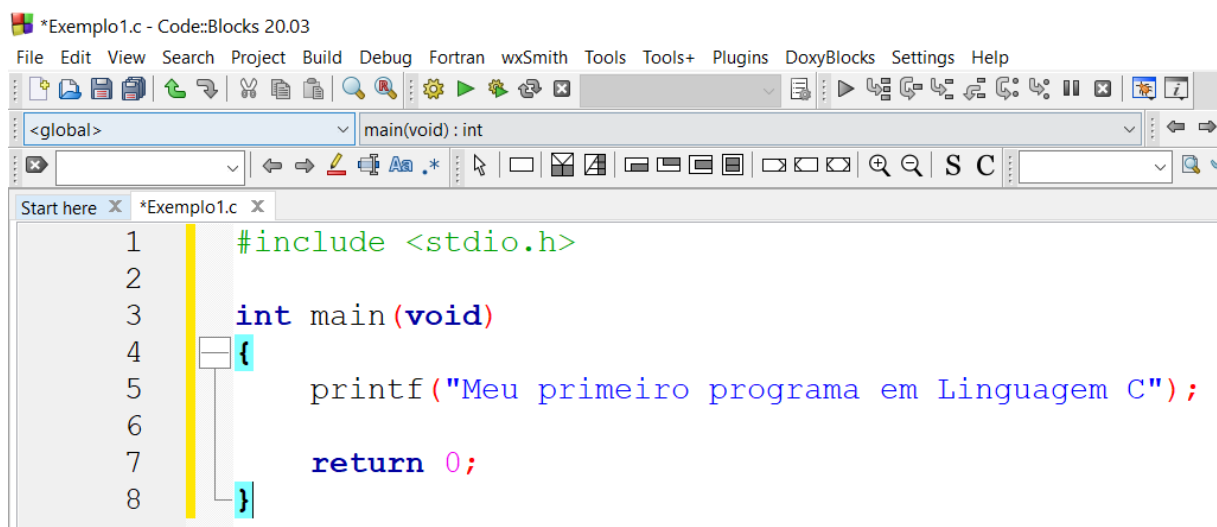 *Exemplo1.c - Code::Blocks 20.03
File Edit View Search Project Build Debug Fortran wxSmith Tools Tools+ Plugins DoxyBlocks Settings Help
<global> main(void) : int
Aa .* S C
Start here X *Exemplo1.c X
1 #include <stdio.h>
2
3 int main(void)
4 {
5 printf("Meu primeiro programa em Linguagem C");
6
7 return 0;
8 }